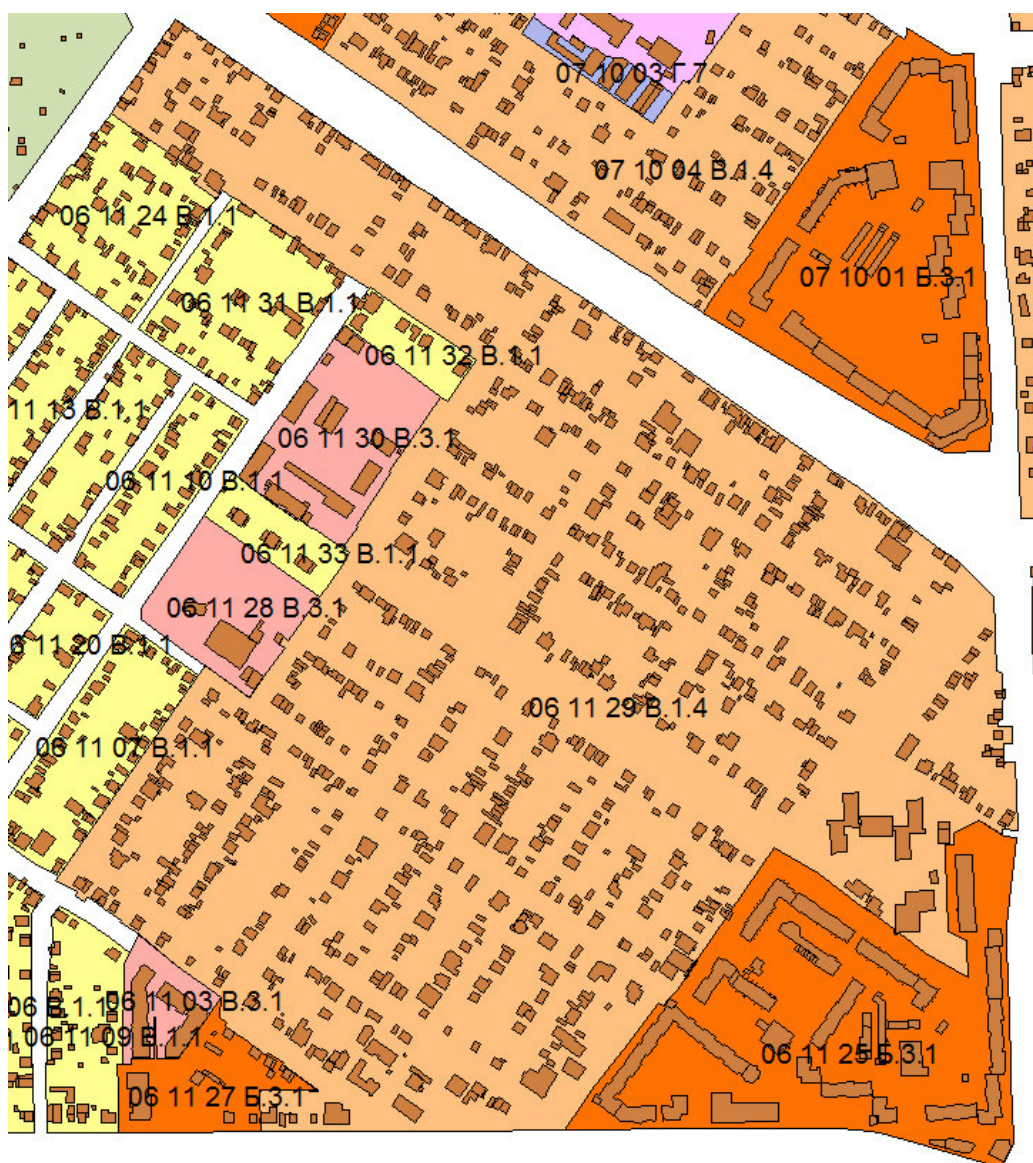 07 10 03 Г.7
07 10 04 В.1.4
06 11 24 В.1.1
07 10 01 Б.3.1
06 11 31 В.1.1
06 11 32 В.1.1
11 13 В.1.1
06 11 30 В.3.1
06 11 10 В.1.1
06 11 33 В.1.1
06 11 28 В.3.1
6 11 20 В.1.1
06 11 29 В.1.4
06 11 07 В.1.1
06 В.1.1
06 11 03 В.3.1
06 11 09 В.1.1
06 11 25 Б.3.1
06 11 27 Б.3.1